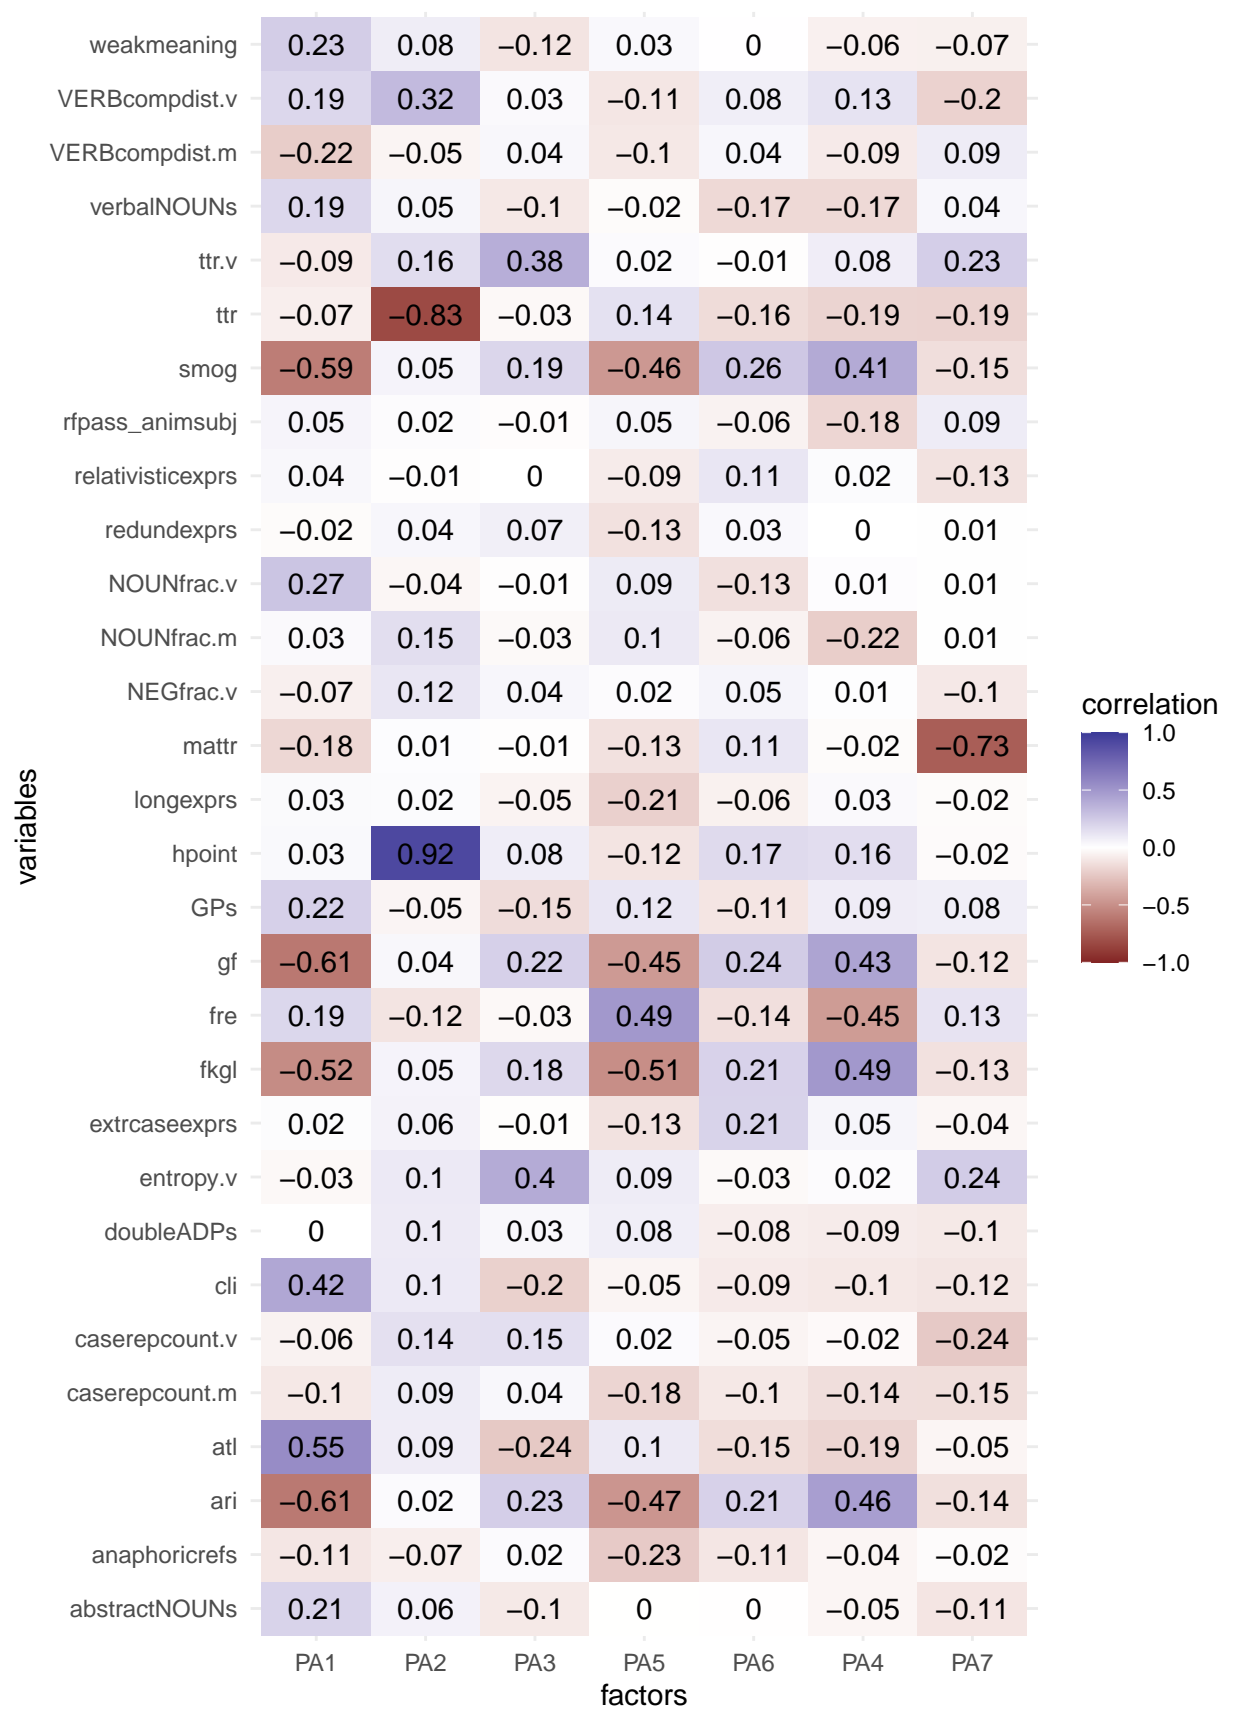 weakmeaning 0.23 0.08 −0.12 0.03 0 −0.06 −0.07
VERBcompdist.v 0.19 0.32 0.03 −0.11 0.08 0.13 −0.2
VERBcompdist.m −0.22 −0.05 0.04 −0.1 0.04 −0.09 0.09
verbalNOUNs 0.19 0.05 −0.1 −0.02 −0.17 −0.17 0.04
ttr.v −0.09 0.16 0.38 0.02 −0.01 0.08 0.23
ttr −0.07 −0.83 −0.03 0.14 −0.16 −0.19 −0.19
smog −0.59 0.05 0.19 −0.46 0.26 0.41 −0.15
rfpass_animsubj 0.05 0.02 −0.01 0.05 −0.06 −0.18 0.09
relativisticexprs 0.04 −0.01 0 −0.09 0.11 0.02 −0.13
redundexprs −0.02 0.04 0.07 −0.13 0.03 0 0.01
NOUNfrac.v 0.27 −0.04 −0.01 0.09 −0.13 0.01 0.01
NOUNfrac.m 0.03 0.15 −0.03 0.1 −0.06 −0.22 0.01
NEGfrac.v −0.07 0.12 0.04 0.02 0.05 0.01 −0.1
mattr −0.18 0.01 −0.01 −0.13 0.11 −0.02 −0.73
longexprs 0.03 0.02 −0.05 −0.21 −0.06 0.03 −0.02
hpoint 0.03 0.92 0.08 −0.12 0.17 0.16 −0.02
GPs 0.22 −0.05 −0.15 0.12 −0.11 0.09 0.08
gf −0.61 0.04 0.22 −0.45 0.24 0.43 −0.12
fre 0.19 −0.12 −0.03 0.49 −0.14 −0.45 0.13
fkgl −0.52 0.05 0.18 −0.51 0.21 0.49 −0.13
extrcaseexprs 0.02 0.06 −0.01 −0.13 0.21 0.05 −0.04
entropy.v −0.03 0.1 0.4 0.09 −0.03 0.02 0.24
doubleADPs 0 0.1 0.03 0.08 −0.08 −0.09 −0.1
cli 0.42 0.1 −0.2 −0.05 −0.09 −0.1 −0.12
caserepcount.v −0.06 0.14 0.15 0.02 −0.05 −0.02 −0.24
caserepcount.m −0.1 0.09 0.04 −0.18 −0.1 −0.14 −0.15
atl 0.55 0.09 −0.24 0.1 −0.15 −0.19 −0.05
ari −0.61 0.02 0.23 −0.47 0.21 0.46 −0.14
anaphoricrefs −0.11 −0.07 0.02 −0.23 −0.11 −0.04 −0.02
abstractNOUNs 0.21 0.06 −0.1 0 0 −0.05 −0.11
PA1 PA2 PA3 PA5 PA6 PA4 PA7
factors
variables
correlation
1.0
0.5
0.0
−0.5
−1.0